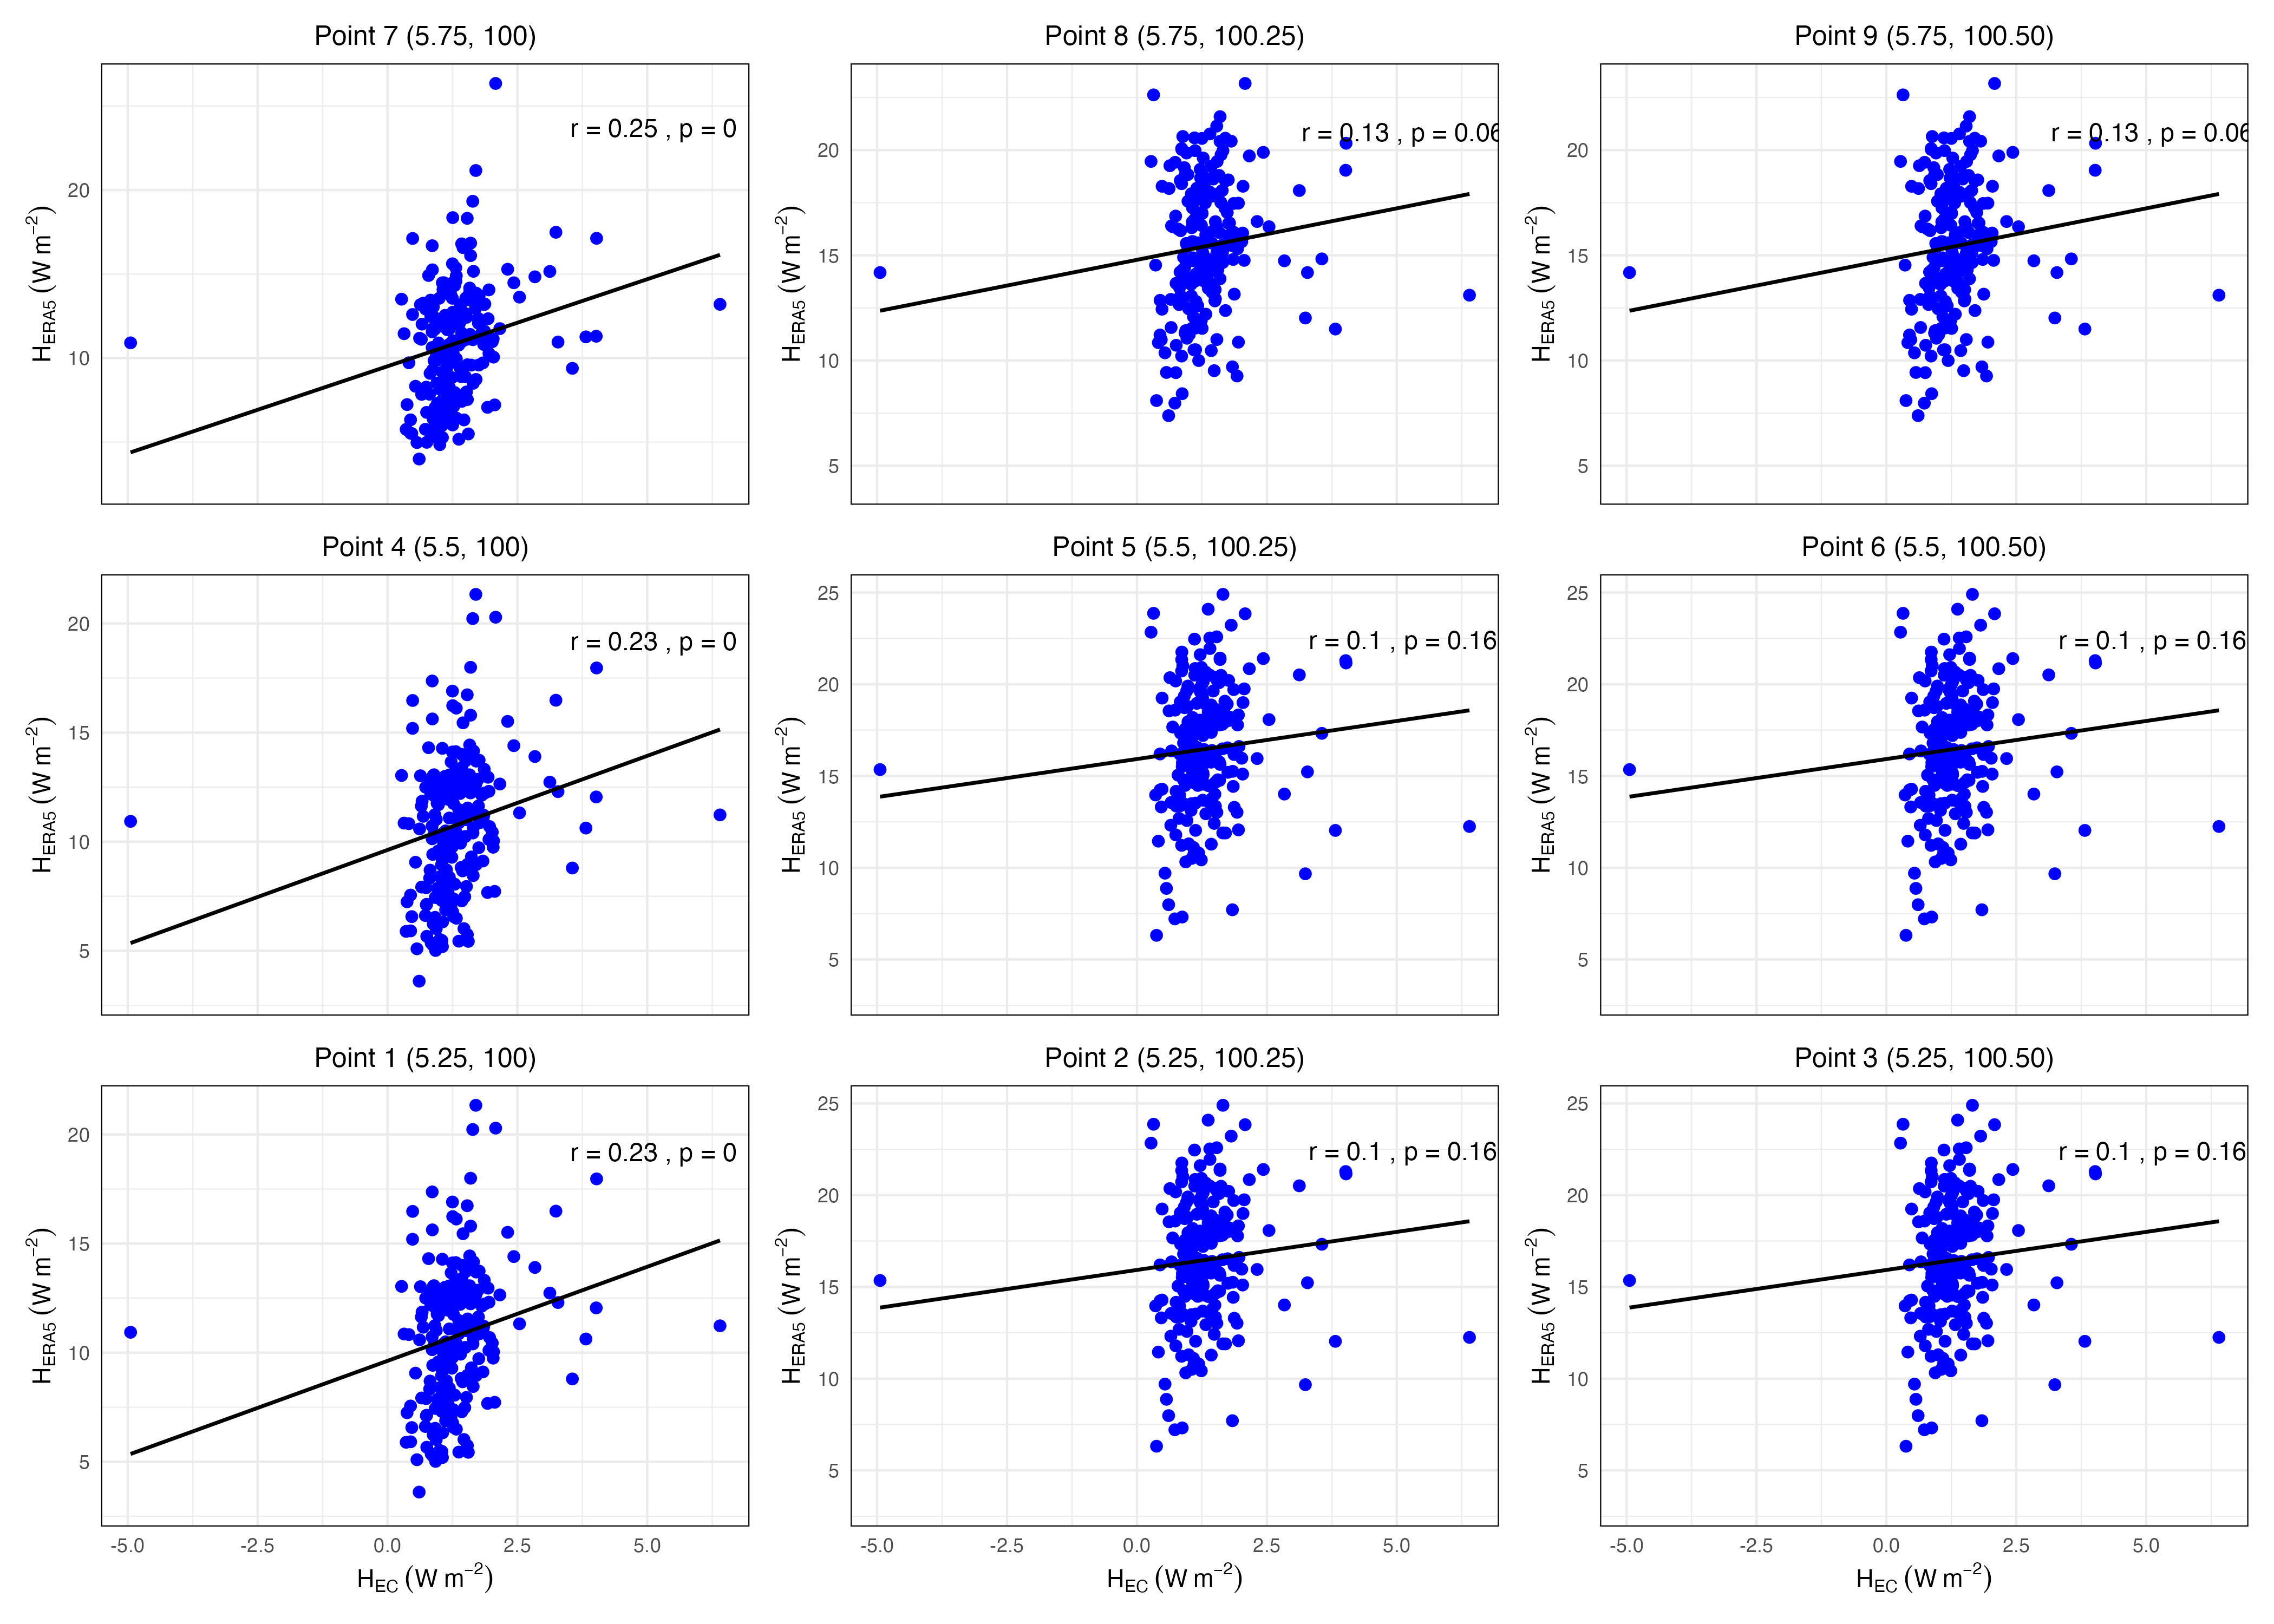 Point 7 (5.75, 100)
r = 0.25 , p = 0
20
10
H_ERA5 (W m⁻²)
Point 8 (5.75, 100.25)
r = 0.13 , p = 0.06
20
15
10
5
H_ERA5 (W m⁻²)
Point 9 (5.75, 100.50)
r = 0.13 , p = 0.06
20
15
10
5
H_ERA5 (W m⁻²)
Point 4 (5.5, 100)
r = 0.23 , p = 0
20
15
10
5
H_ERA5 (W m⁻²)
Point 5 (5.5, 100.25)
r = 0.1 , p = 0.16
25
20
15
10
5
H_ERA5 (W m⁻²)
Point 6 (5.5, 100.50)
r = 0.1 , p = 0.16
25
20
15
10
5
H_ERA5 (W m⁻²)
Point 1 (5.25, 100)
r = 0.23 , p = 0
20
15
10
5
H_ERA5 (W m⁻²)
-5.0 -2.5 0.0 2.5 5.0
H_EC (W m⁻²)
Point 2 (5.25, 100.25)
r = 0.1 , p = 0.16
25
20
15
10
5
H_ERA5 (W m⁻²)
-5.0 -2.5 0.0 2.5 5.0
H_EC (W m⁻²)
Point 3 (5.25, 100.50)
r = 0.1 , p = 0.16
25
20
15
10
5
H_ERA5 (W m⁻²)
-5.0 -2.5 0.0 2.5 5.0
H_EC (W m⁻²)